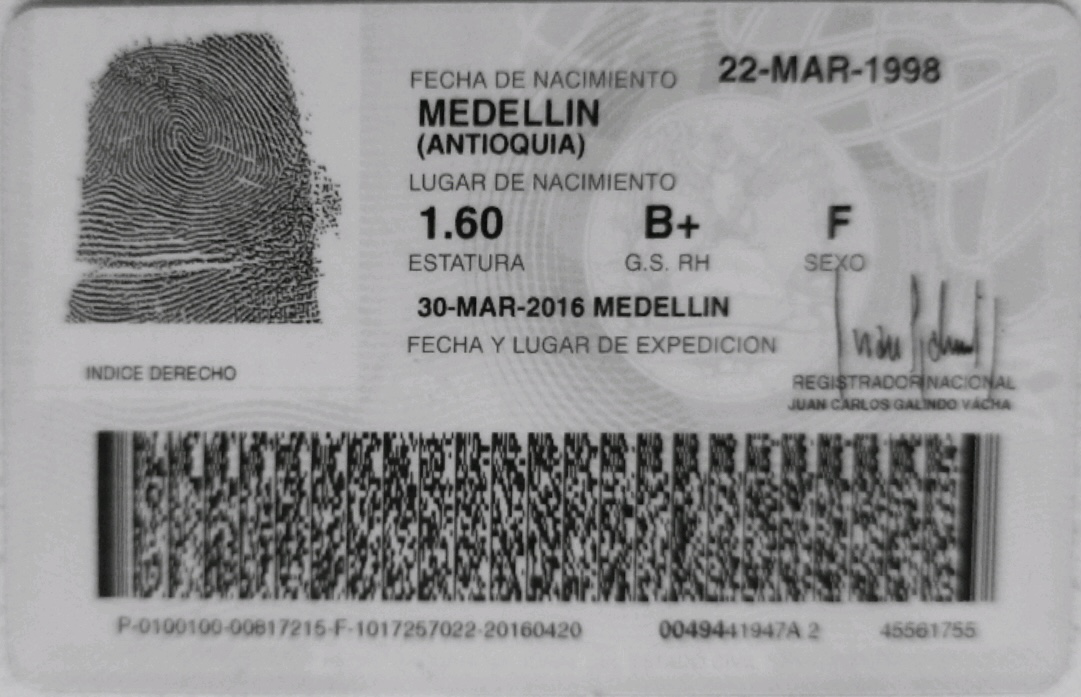 FECHA DE NACIMIENTO 22-MAR-1998
MEDELLIN
(ANTIOQUIA)
LUGAR DE NACIMIENTO
1.60 B+ F
ESTATURA G.S. RH SEXO
30-MAR-2016 MEDELLIN
FECHA Y LUGAR DE EXPEDICION
INDICE DERECHO
REGISTRADOR NACIONAL
JUAN CARLOS GALINDO VACHA
P-0100100-00817215-F-1017257022-20160420 0049441947A 2 45561755